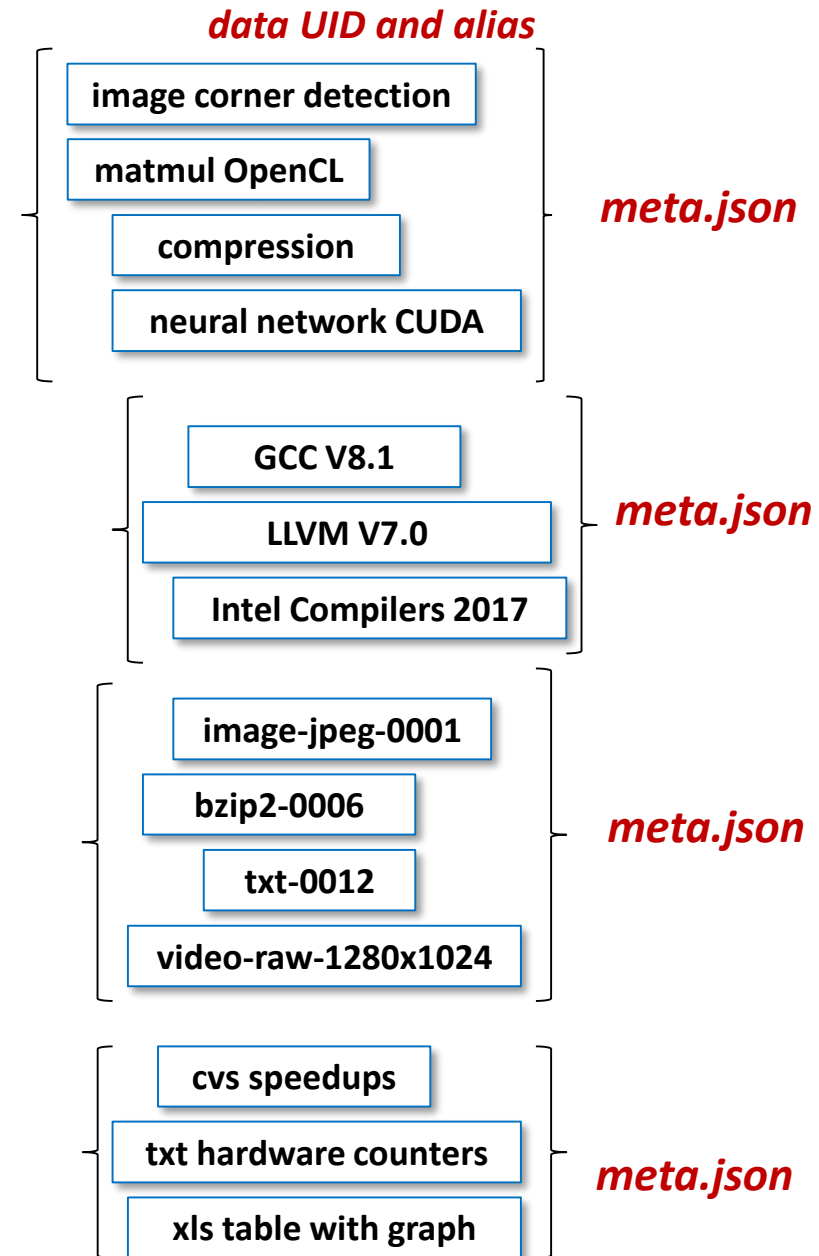 data UID and alias
image corner detection
matmul OpenCL
compression
neural network CUDA
meta.json
GCC V8.1
LLVM V7.0
Intel Compilers 2017
meta.json
image-jpeg-0001
bzip2-0006
txt-0012
video-raw-1280x1024
meta.json
cvs speedups
txt hardware counters
xls table with graph
meta.json